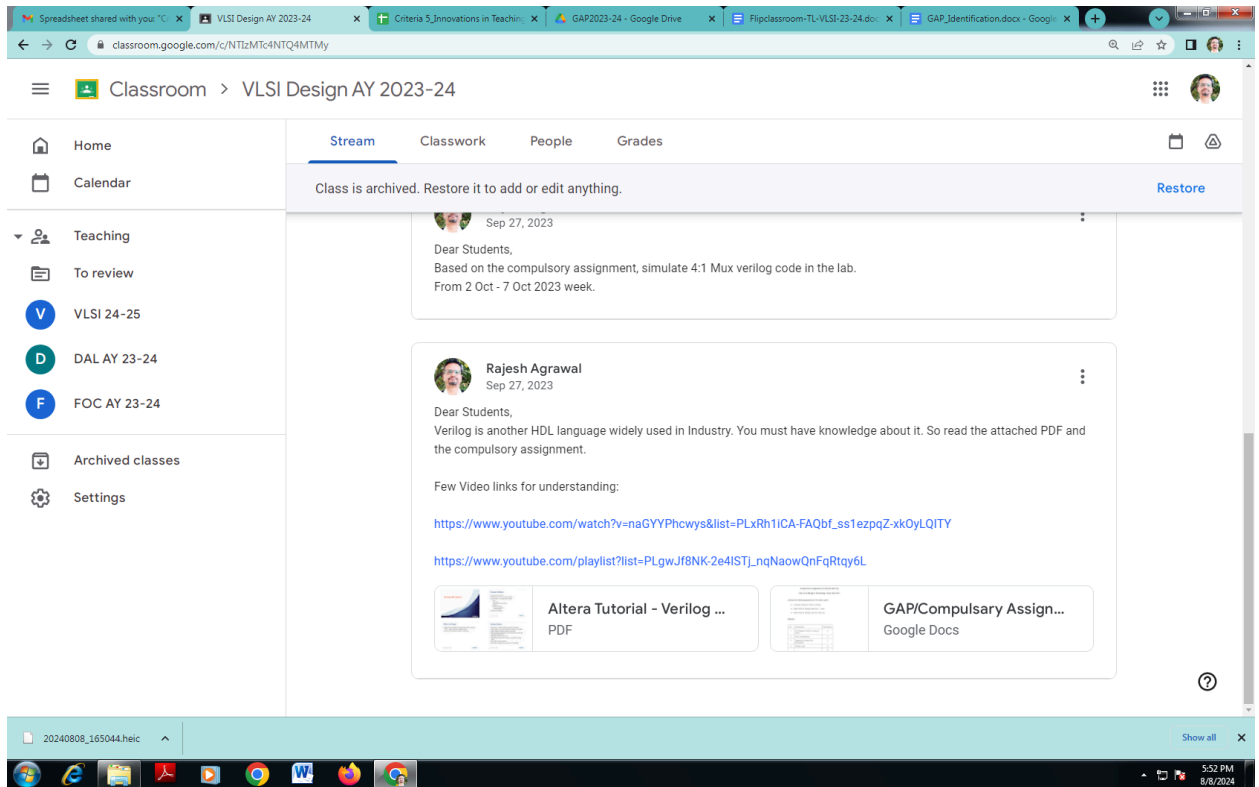 Spreadsheet shared with you: "C
VLSI Design AY 2023-24
Criteria 5_Innovations in Teaching
GAP2023-24 - Google Drive
Flipclassroom-TL-VLSI-23-24.doc
GAP_Identification.docx - Google
classroom.google.com/c/NTIzMTc4NTQ4MTMy
Classroom > VLSI Design AY 2023-24
Home
Calendar
Teaching
To review
V VLSI 24-25
D DAL AY 23-24
F FOC AY 23-24
Archived classes
Settings
Stream Classwork People Grades
Class is archived. Restore it to add or edit anything. Restore
Sep 27, 2023
Dear Students,
Based on the compulsory assignment, simulate 4:1 Mux verilog code in the lab.
From 2 Oct - 7 Oct 2023 week.
Rajesh Agrawal
Sep 27, 2023
Dear Students,
Verilog is another HDL language widely used in Industry. You must have knowledge about it. So read the attached PDF and
the compulsory assignment.
Few Video links for understanding:
https://www.youtube.com/watch?v=naGYYPhcwys&list=PLxRh1iCA-FAQbf_ss1ezpqZ-xkOyLQITY
https://www.youtube.com/playlist?list=PLgwJf8NK-2e4ISTj_nqNaowQnFqRtqy6L
Altera Tutorial - Verilog ...
PDF
GAP/Compulsary Assign...
Google Docs
20240808_165044.heic
Show all
5:52 PM
8/8/2024